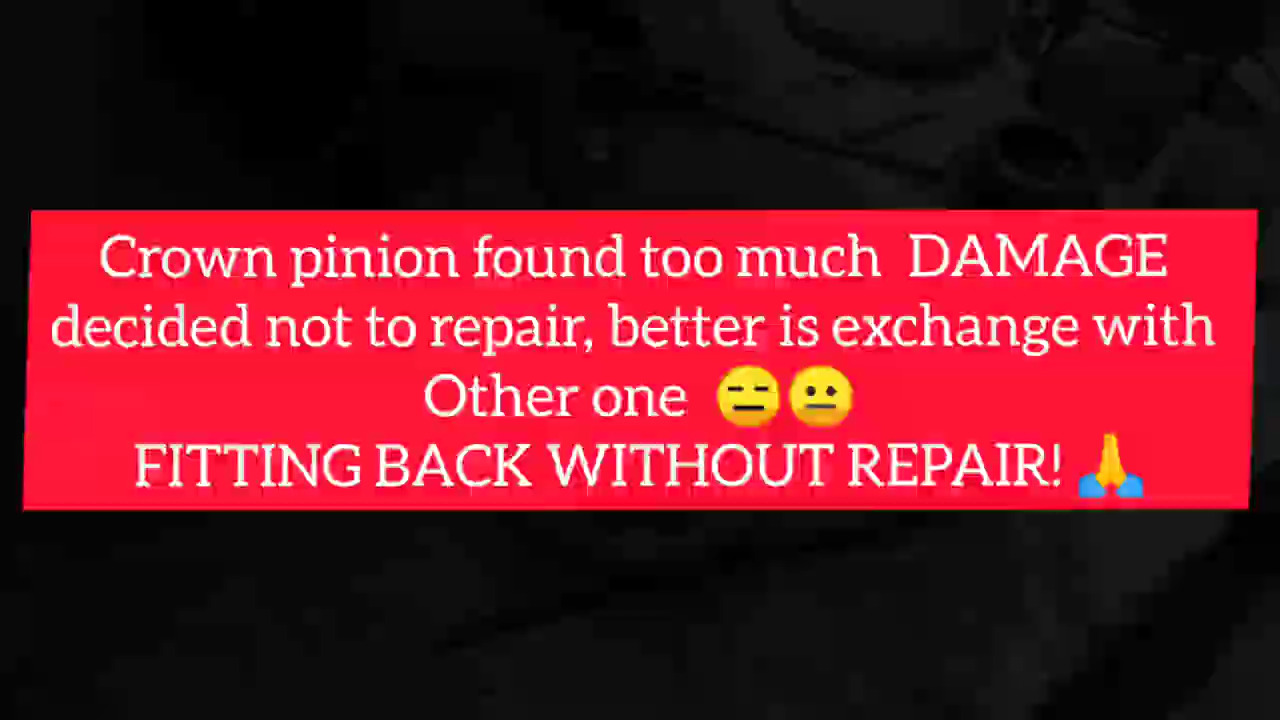 Crown pinion found too much DAMAGE
decided not to repair, better is exchange with
Other one 😑😐
FITTING BACK WITHOUT REPAIR! 🙏